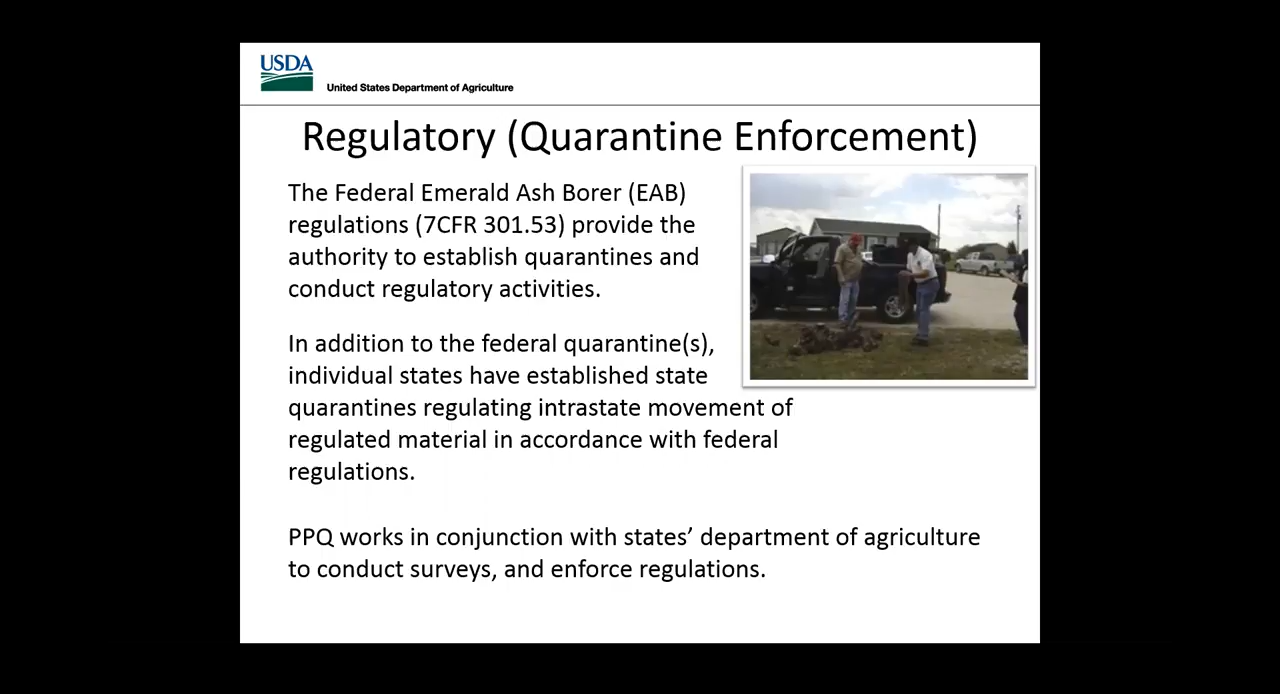 USDA
United States Department of Agriculture
Regulatory (Quarantine Enforcement)
The Federal Emerald Ash Borer (EAB)
regulations (7CFR 301.53) provide the
authority to establish quarantines and
conduct regulatory activities.
In addition to the federal quarantine(s),
individual states have established state
quarantines regulating intrastate movement of
regulated material in accordance with federal
regulations.
PPQ works in conjunction with states’ department of agriculture
to conduct surveys, and enforce regulations.